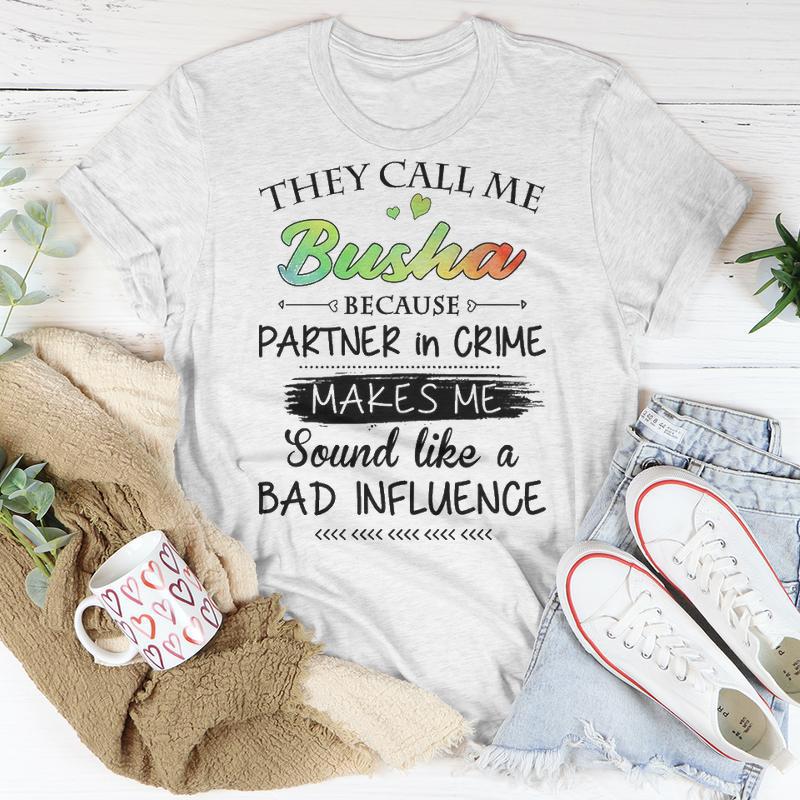 THEY CALL ME
Busha
BECAUSE
PARTNER in CRIME
MAKES ME
Sound like a
BAD INFLUENCE